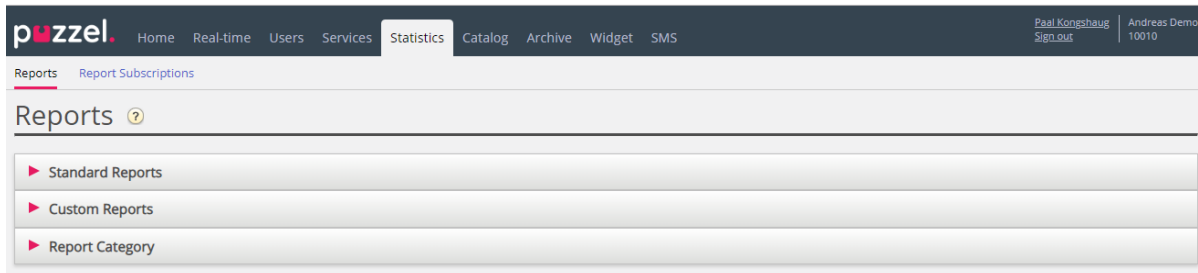 puzzel. Home Real-time Users Services Statistics Catalog Archive Widget SMS
Paal Kongshaug Andreas Demo
Sign out 10010
Reports Report Subscriptions
Reports ?
Standard Reports
Custom Reports
Report Category